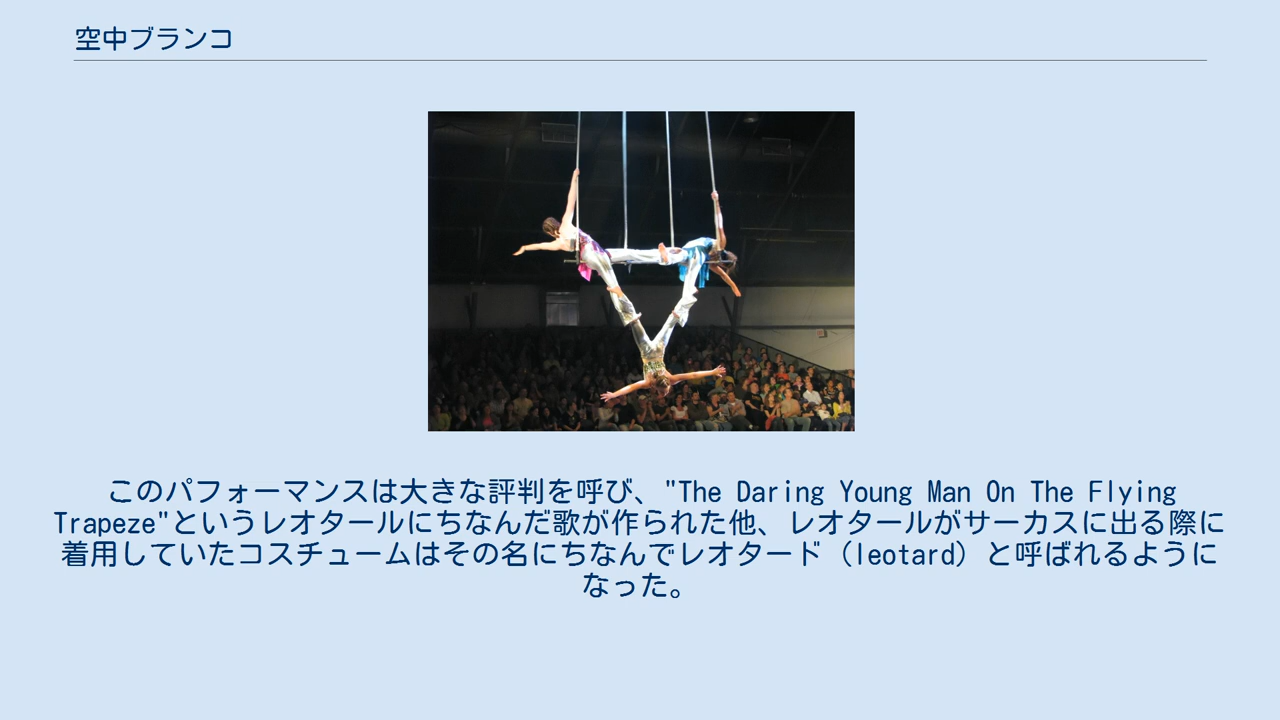 空中ブランコ
このパフォーマンスは大きな評判を呼び、"The Daring Young Man On The Flying
Trapeze"というレオタールにちなんだ歌が作られた他、レオタールがサーカスに出る際に
着用していたコスチュームはその名にちなんでレオタード（leotard）と呼ばれるように
なった。